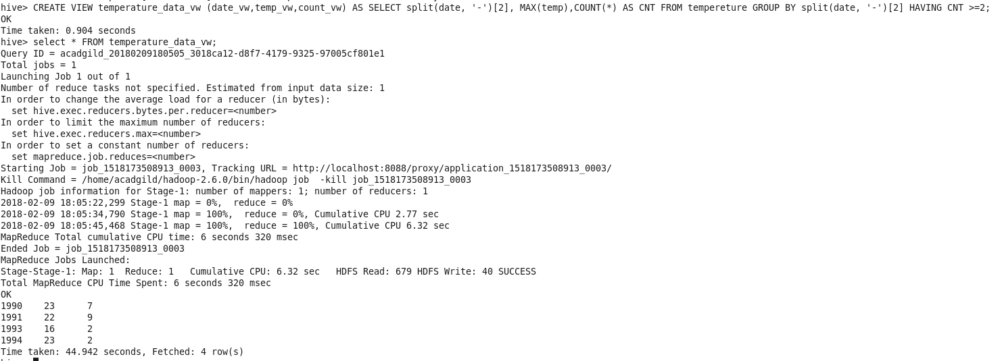 hive> CREATE VIEW temperature_data_vw (date_vw,temp_vw,count_vw) AS SELECT split(date, '-')[2], MAX(temp),COUNT(*) AS CNT FROM tempereture GROUP BY split(date, '-')[2] HAVING CNT >=2;
OK
Time taken: 0.904 seconds
hive> select * FROM temperature_data_vw;
Query ID = acadgild_20180209180505_3018ca12-d8f7-4179-9325-97005cf801e1
Total jobs = 1
Launching Job 1 out of 1
Number of reduce tasks not specified. Estimated from input data size: 1
In order to change the average load for a reducer (in bytes):
  set hive.exec.reducers.bytes.per.reducer=<number>
In order to limit the maximum number of reducers:
  set hive.exec.reducers.max=<number>
In order to set a constant number of reducers:
  set mapreduce.job.reduces=<number>
Starting Job = job_1518173508913_0003, Tracking URL = http://localhost:8088/proxy/application_1518173508913_0003/
Kill Command = /home/acadgild/hadoop-2.6.0/bin/hadoop job  -kill job_1518173508913_0003
Hadoop job information for Stage-1: number of mappers: 1; number of reducers: 1
2018-02-09 18:05:22,299 Stage-1 map = 0%,  reduce = 0%
2018-02-09 18:05:34,790 Stage-1 map = 100%,  reduce = 0%, Cumulative CPU 2.77 sec
2018-02-09 18:05:45,468 Stage-1 map = 100%,  reduce = 100%, Cumulative CPU 6.32 sec
MapReduce Total cumulative CPU time: 6 seconds 320 msec
Ended Job = job_1518173508913_0003
MapReduce Jobs Launched:
Stage-Stage-1: Map: 1  Reduce: 1   Cumulative CPU: 6.32 sec   HDFS Read: 679 HDFS Write: 40 SUCCESS
Total MapReduce CPU Time Spent: 6 seconds 320 msec
OK
1990	23	7
1991	22	9
1993	16	2
1994	23	2
Time taken: 44.942 seconds, Fetched: 4 row(s)